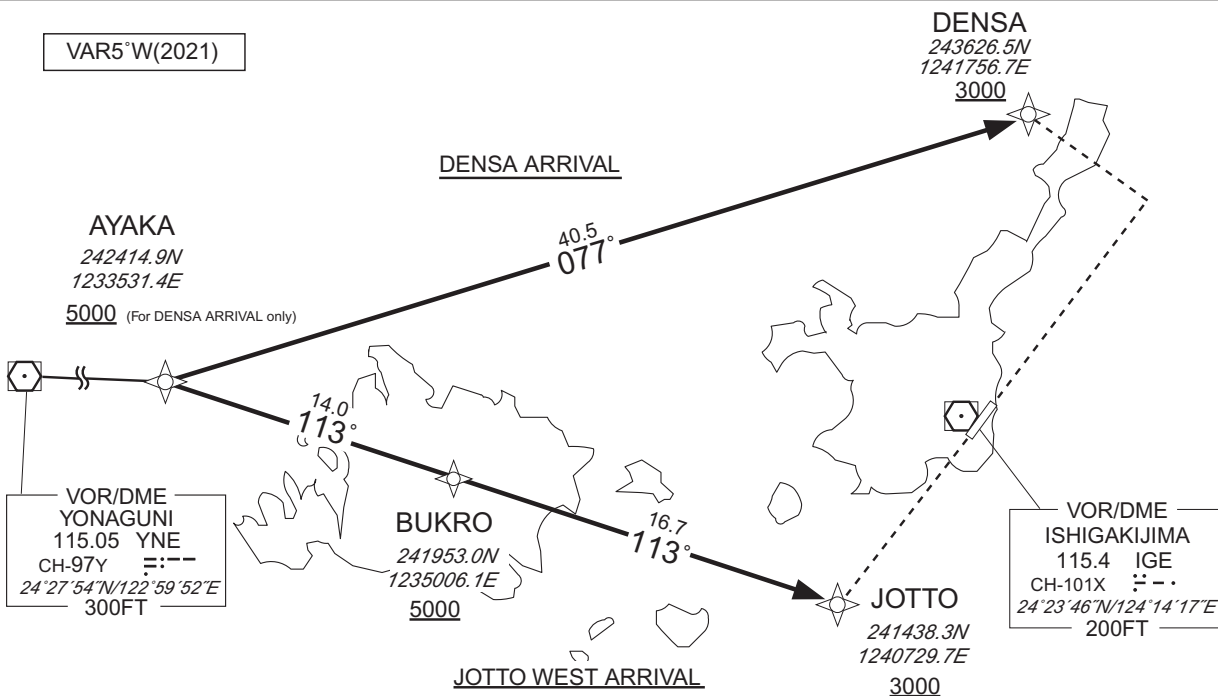 VAR5°W(2021)
DENSA
243626.5N
1241756.7E
3000
DENSA ARRIVAL
AYAKA
242414.9N
1233531.4E
5000 (For DENSA ARRIVAL only)
40.5
077°
14.0
113°
VOR/DME
YONAGUNI
115.05 YNE
CH-97Y
24°27´54˝N/122°59´52˝E
300FT
BUKRO
241953.0N
1235006.1E
5000
16.7
113°
JOTTO
241438.3N
1240729.7E
3000
VOR/DME
ISHIGAKIJIMA
115.4 IGE
CH-101X
24°23´46˝N/124°14´17˝E
200FT
JOTTO WEST ARRIVAL